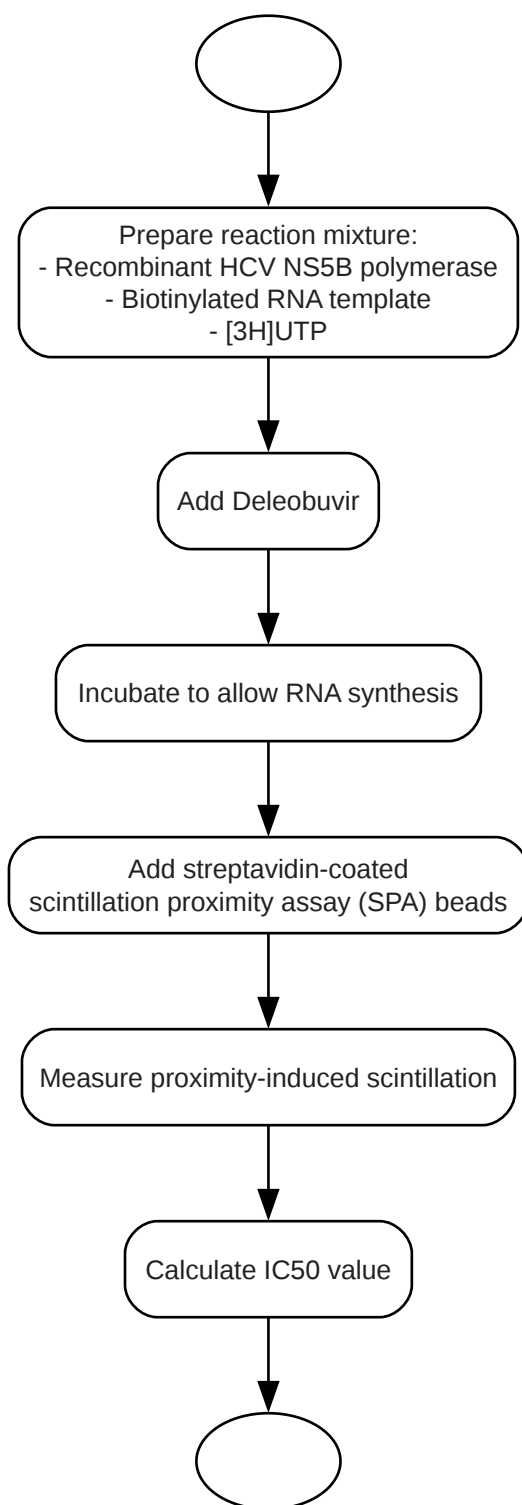 Prepare reaction mixture:
- Recombinant HCV NS5B polymerase
- Biotinylated RNA template
- [3H]UTP
Add Deleobuvir
Incubate to allow RNA synthesis
Add streptavidin-coated
scintillation proximity assay (SPA) beads
Measure proximity-induced scintillation
Calculate IC50 value